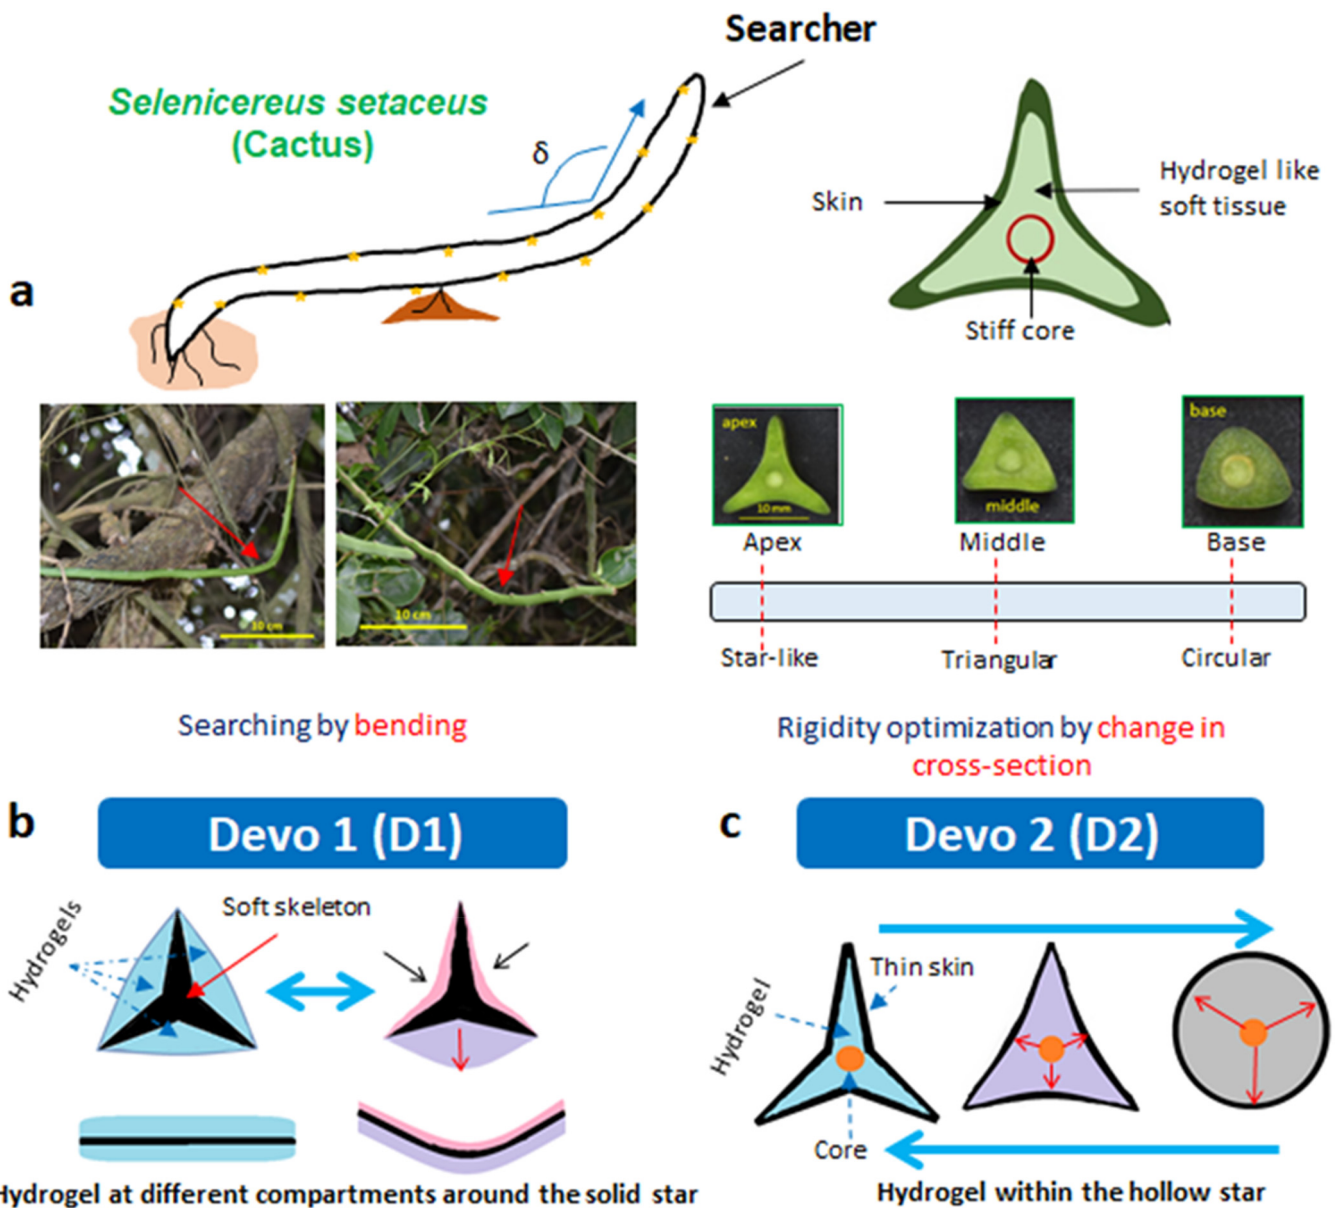 Searcher
Selenicereus setaceus
(Cactus)
δ
Skin
Hydrogel like
soft tissue
Stiff core
a
10 cm
10 cm
apex
10 mm
middle
base
Apex
Middle
Base
Star-like
Triangular
Circular
Searching by bending
Rigidity optimization by change in
cross-section
b
Devo 1 (D1)
Hydrogels
Soft skeleton
Hydrogel at different compartments around the solid star
c
Devo 2 (D2)
Thin skin
Hydrogel
Core
Hydrogel within the hollow star